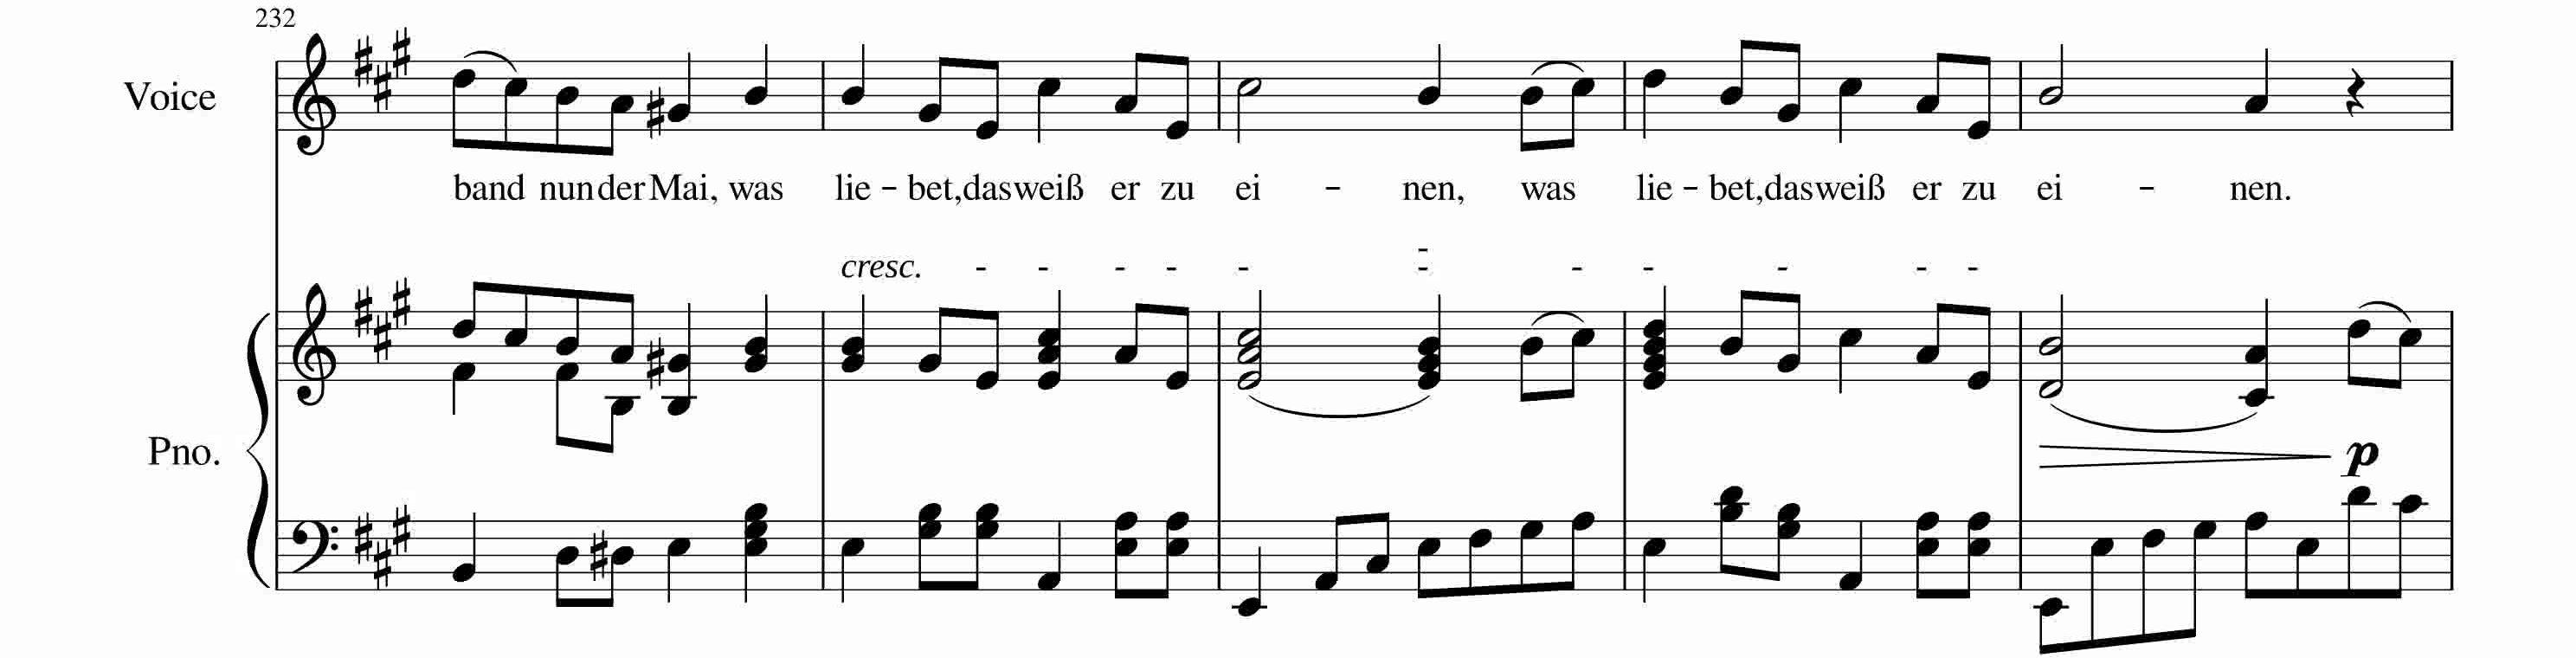 232
Voice
band nun der Mai, was lie - bet, das weiß er zu ei - nen, was lie - bet, das weiß er zu ei - nen.
-
cresc. - - - - - - - - - - -
Pno.
p